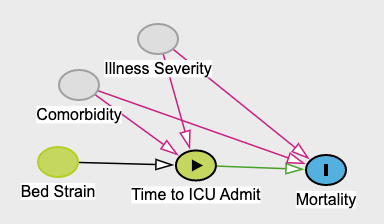 Illness Severity
Comorbidity
Bed Strain
Time to ICU Admit
Mortality